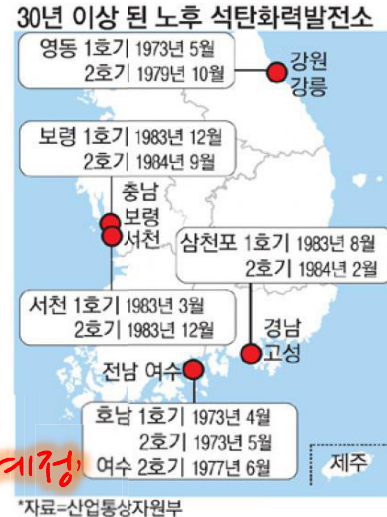 30년 이상 된 노후 석탄화력발전소
영동 1호기 1973년 5월
2호기 1979년 10월
강원
강릉
보령 1호기 1983년 12월
2호기 1984년 9월
충남
보령
서천
삼천포 1호기 1983년 8월
2호기 1984년 2월
서천 1호기 1983년 3월
2호기 1983년 12월
경남
고성
전남 여수
호남 1호기 1973년 4월
2호기 1973년 5월
여수 2호기 1977년 6월
예정,
제주
*자료=산업통상자원부